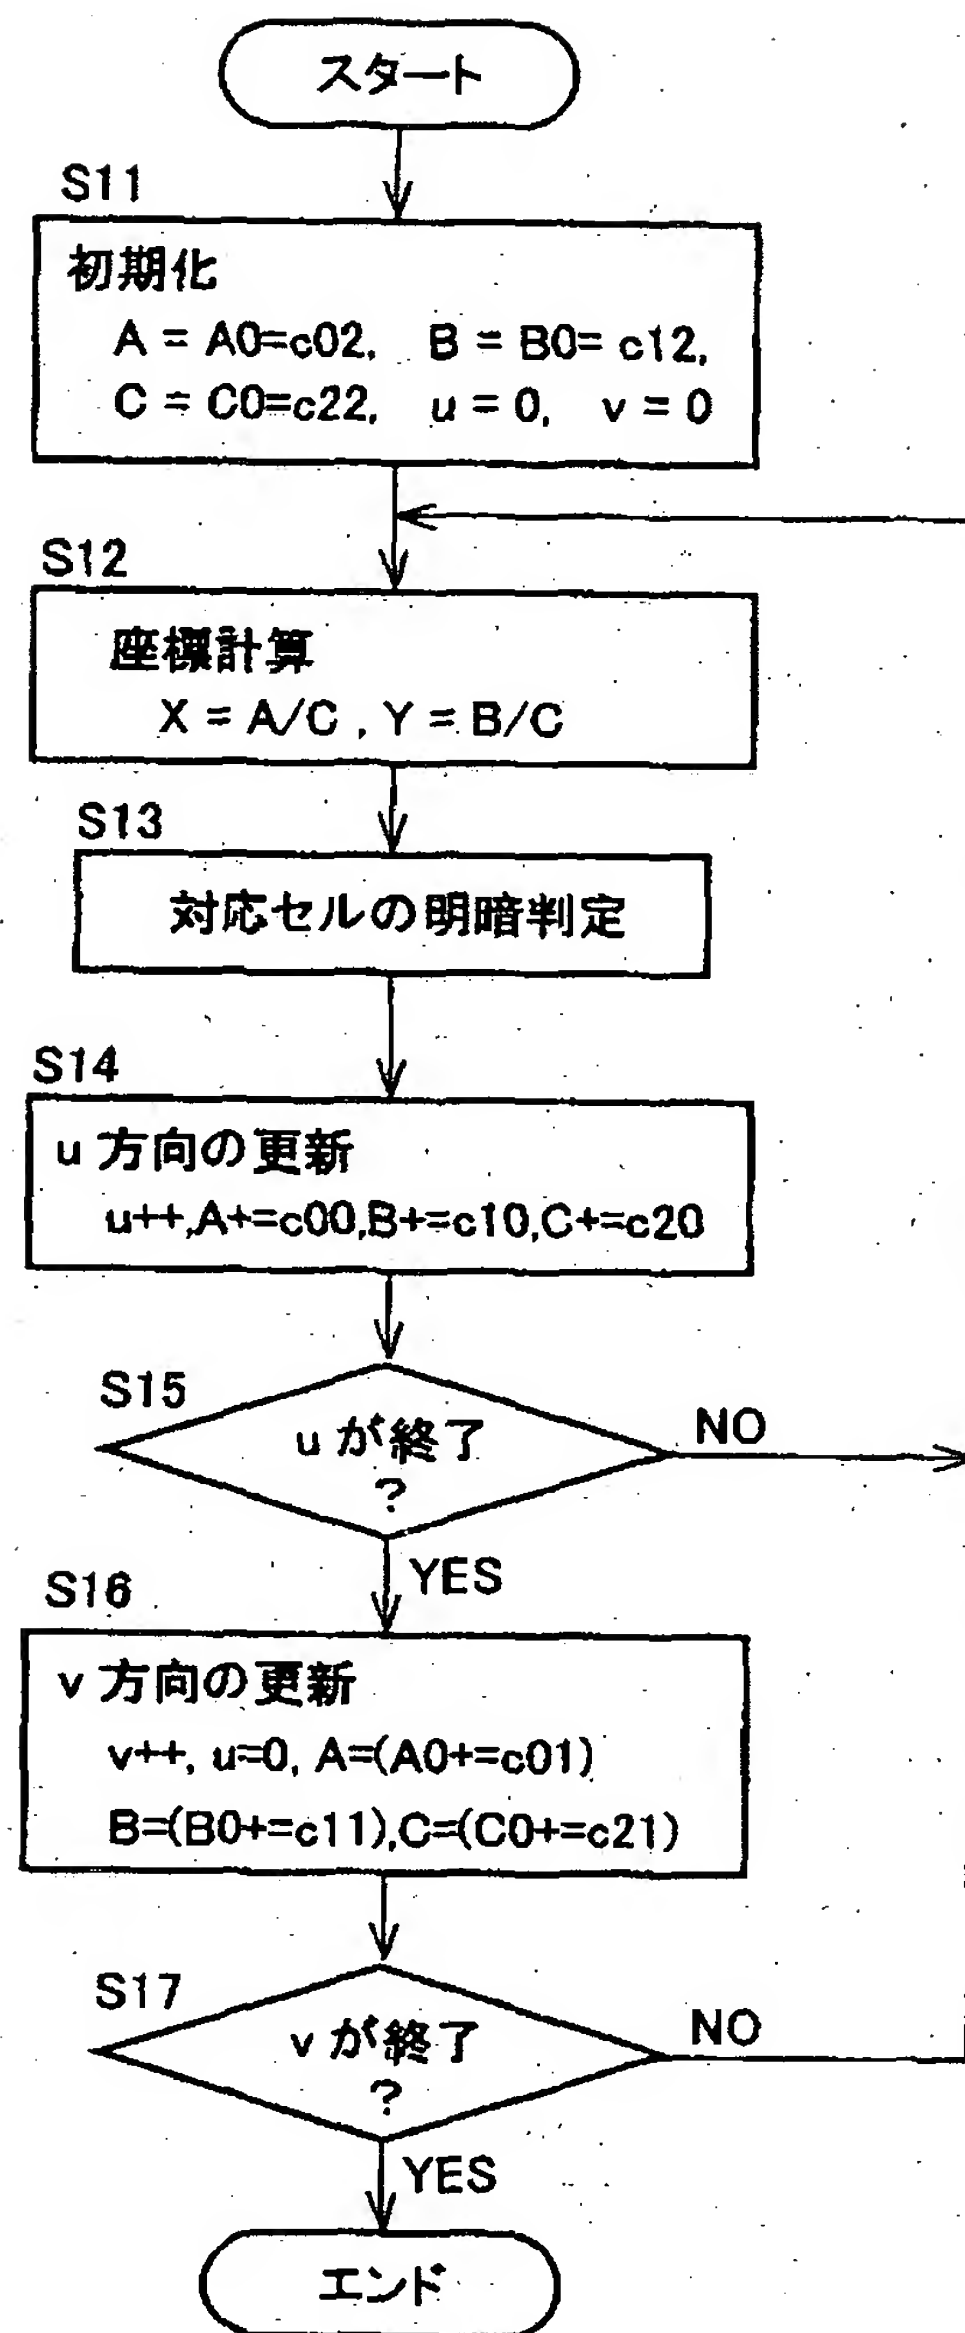 スタート
S11
初期化
A = A0=c02, B = B0= c12,
C = C0=c22, u = 0, v = 0
S12
座標計算
X = A/C , Y = B/C
S13
対応セルの明暗判定
S14
u 方向の更新
u++,A+=c00,B+=c10,C+=c20
S15
u が終了
?
NO
YES
S16
v 方向の更新
v++, u=0, A=(A0+=c01)
B=(B0+=c11),C=(C0+=c21)
S17
v が終了
?
NO
YES
エンド